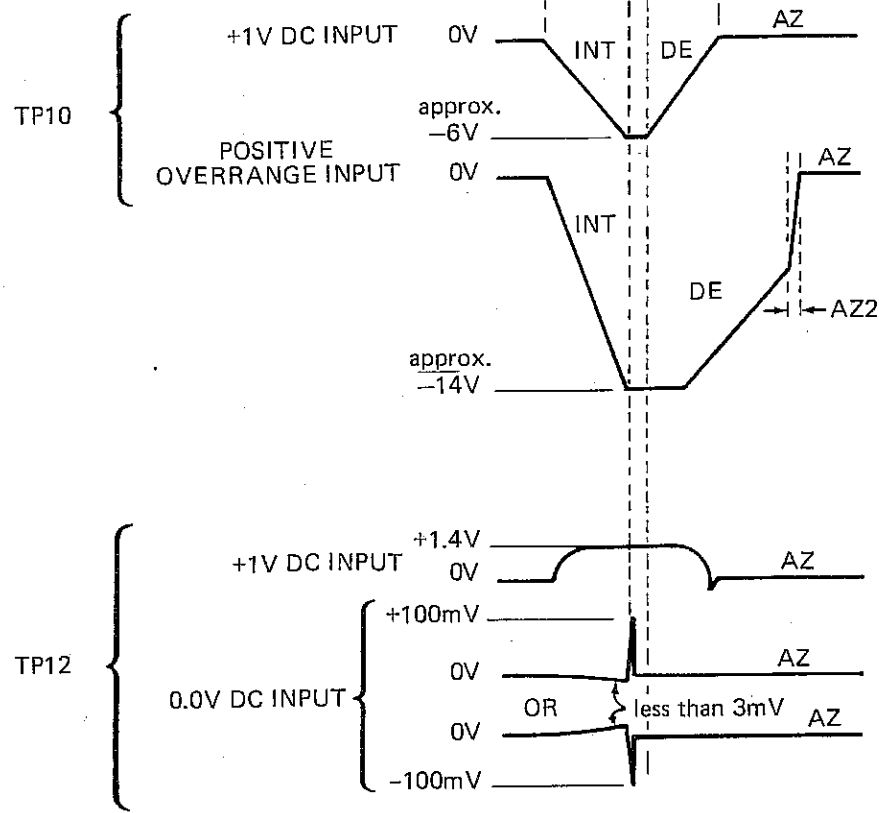 AZ
+1V DC INPUT 0V
INT DE
TP10
approx.
−6V
POSITIVE
OVERRANGE INPUT 0V
AZ
INT
DE
AZ2
approx.
−14V
+1.4V
+1V DC INPUT
0V
AZ
+100mV
TP12
0V
AZ
0.0V DC INPUT
OR
less than 3mV
0V
AZ
−100mV